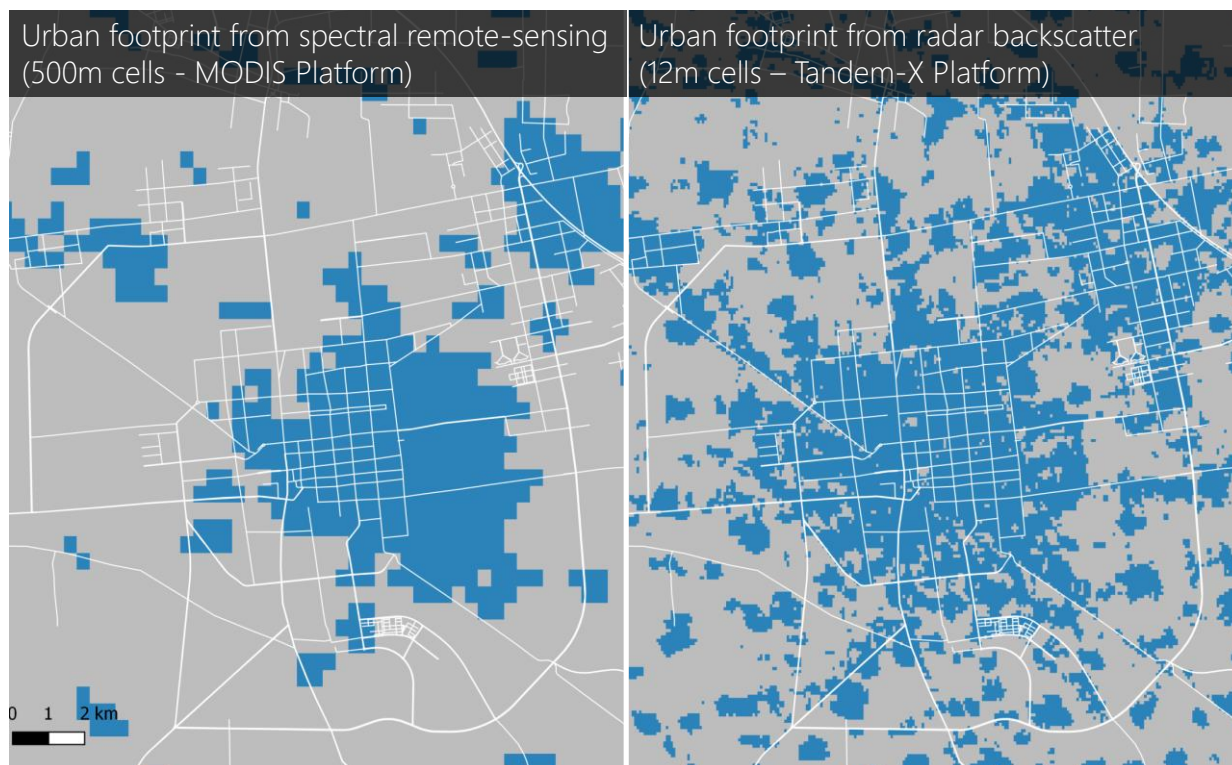 Urban footprint from spectral remote-sensing
(500m cells - MODIS Platform)
Urban footprint from radar backscatter
(12m cells – Tandem-X Platform)
0 1 2 km